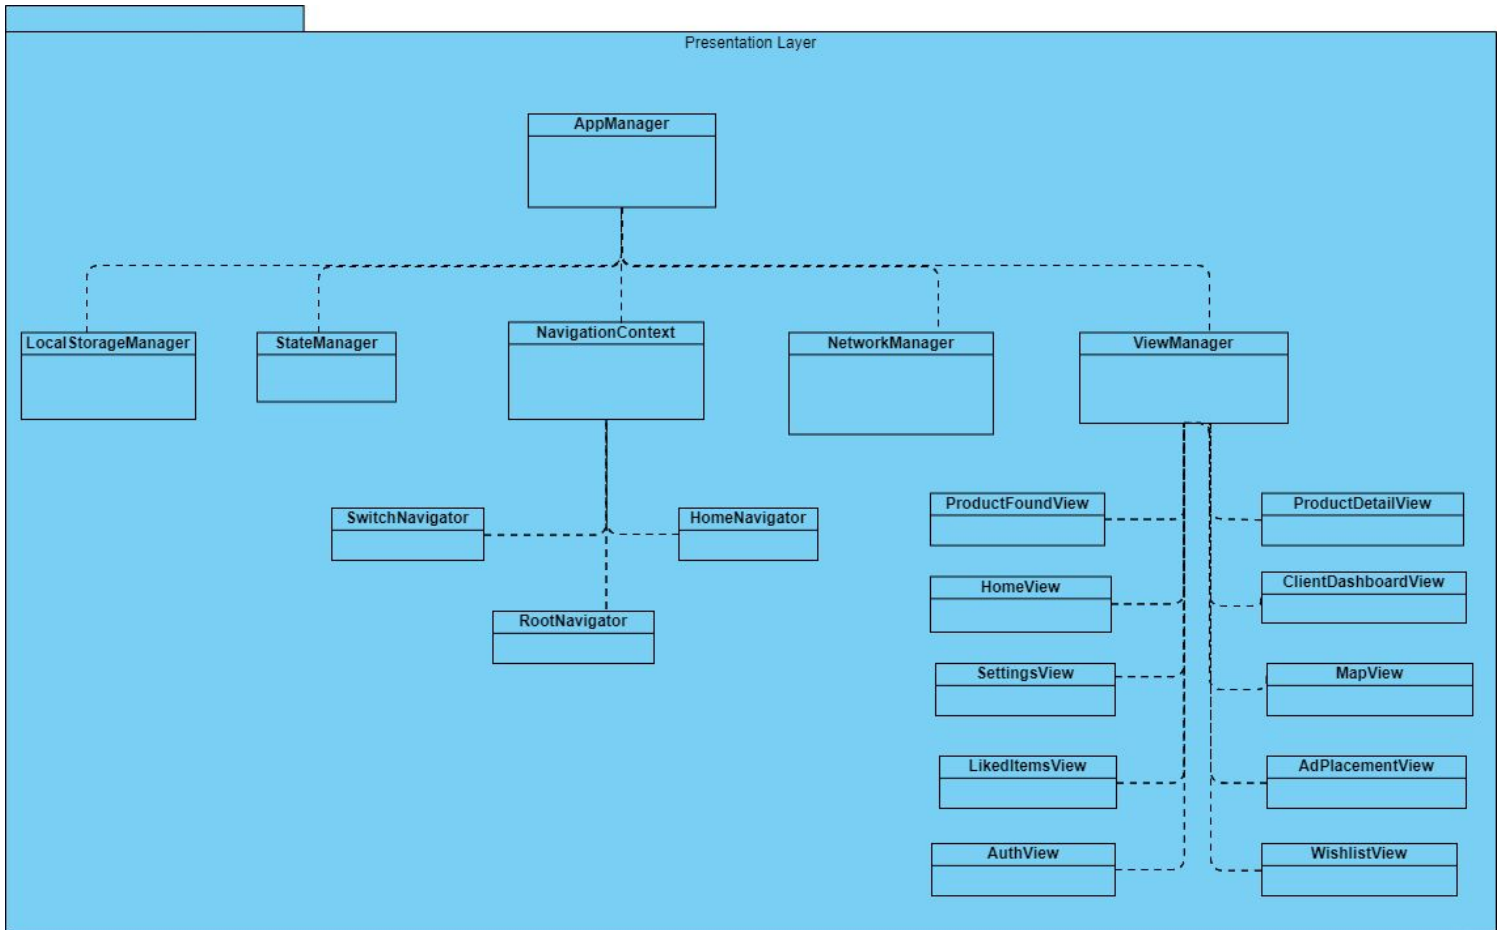 Presentation Layer
AppManager
LocalStorageManager
StateManager
NavigationContext
NetworkManager
ViewManager
SwitchNavigator
HomeNavigator
RootNavigator
ProductFoundView
ProductDetailView
HomeView
ClientDashboardView
SettingsView
MapView
LikedItemsView
AdPlacementView
AuthView
WishlistView